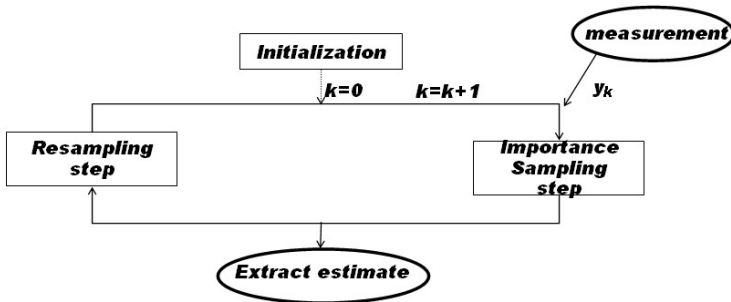 measurement
Initialization
k=0
k=k+1
y_k
Resampling
step
Importance
Sampling
step
Extract estimate